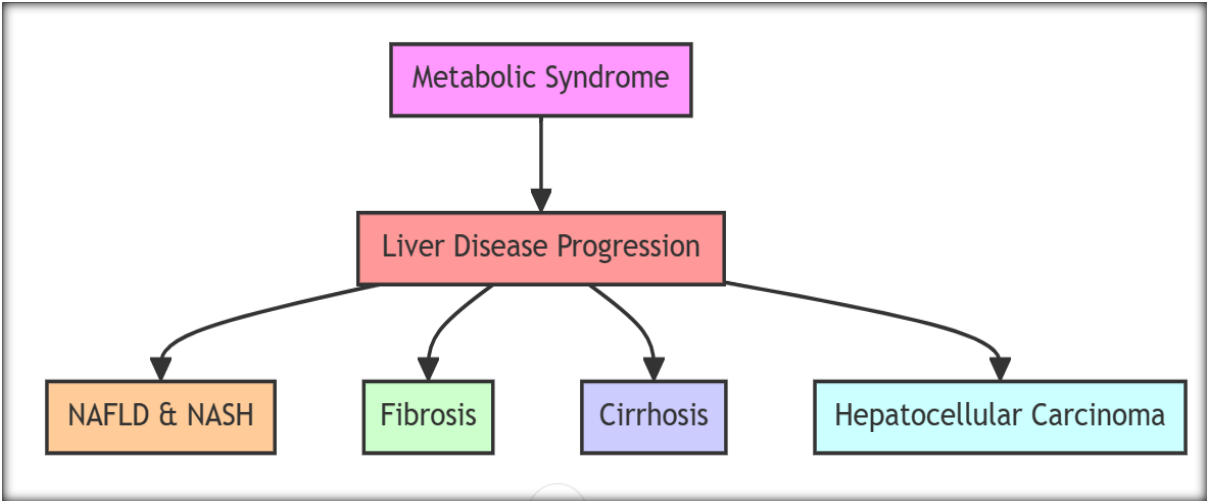 Metabolic Syndrome
Liver Disease Progression
NAFLD & NASH
Fibrosis
Cirrhosis
Hepatocellular Carcinoma